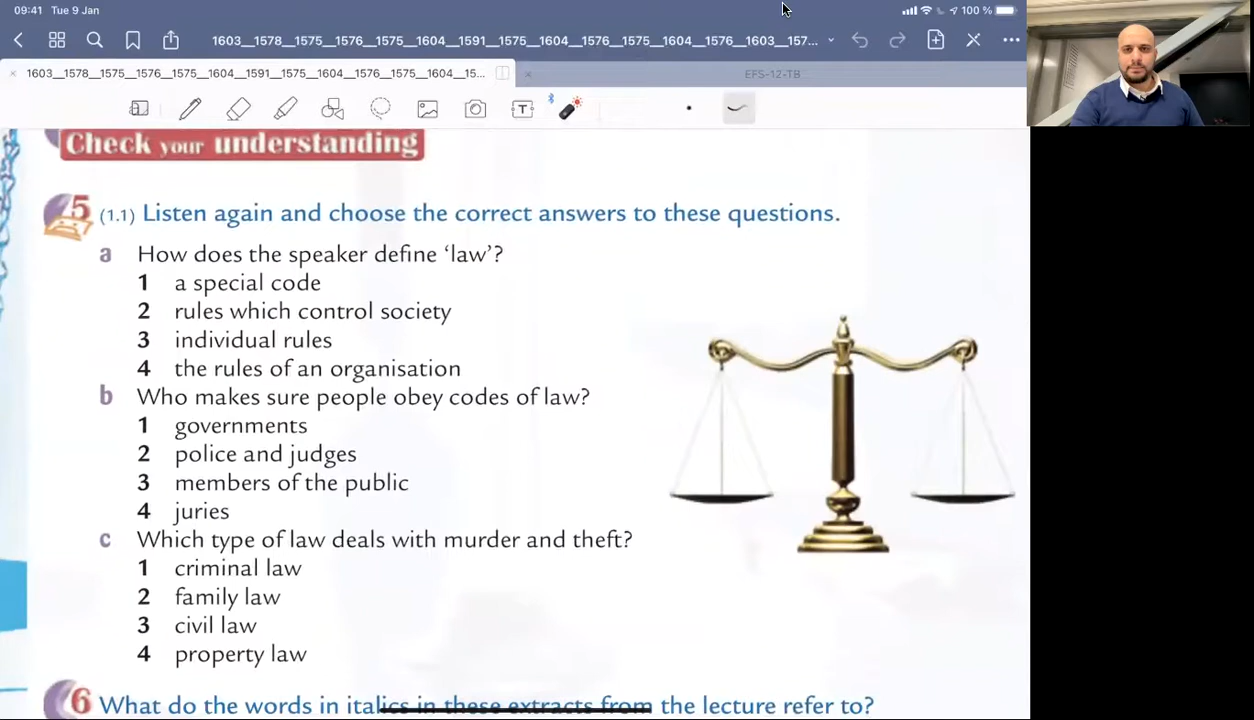 09:41 Tue 9 Jan
100 %
1603__1578__1575__1576__1575__1604__1591__1575__1604__1576__1575__1604__1576__1603__157...
1603__1578__1575__1576__1575__1604__1591__1575__1604__1576__1575__1604__15...
EFS-12-TB
T
Check your understanding
5 (1.1) Listen again and choose the correct answers to these questions.
a How does the speaker define ‘law’?
1 a special code
2 rules which control society
3 individual rules
4 the rules of an organisation
b Who makes sure people obey codes of law?
1 governments
2 police and judges
3 members of the public
4 juries
c Which type of law deals with murder and theft?
1 criminal law
2 family law
3 civil law
4 property law
6 What do the words in italics in these extracts from the lecture refer to?